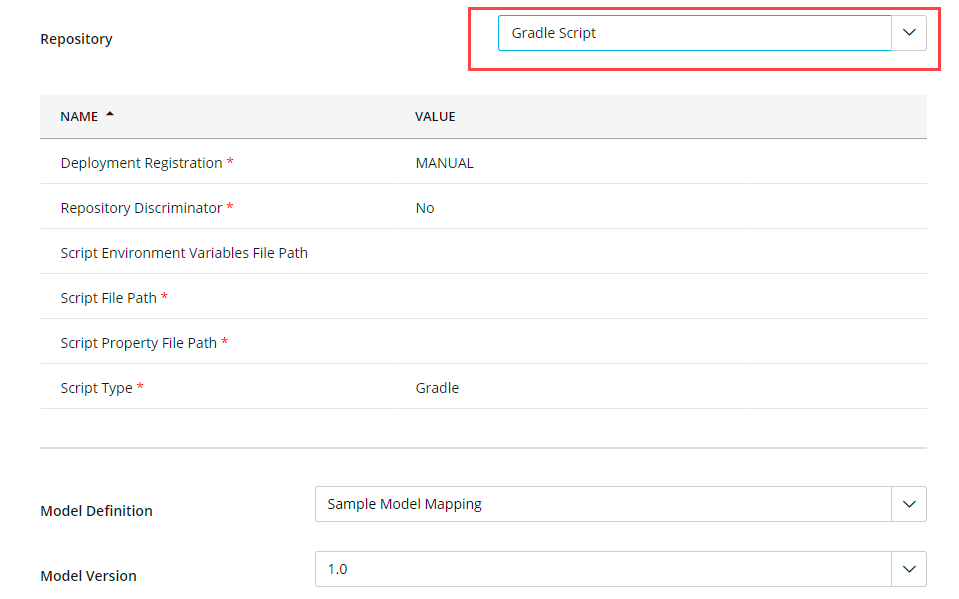 Repository Gradle Script
NAME VALUE
Deployment Registration * MANUAL
Repository Discriminator * No
Script Environment Variables File Path
Script File Path *
Script Property File Path *
Script Type * Gradle
Model Definition Sample Model Mapping
Model Version 1.0